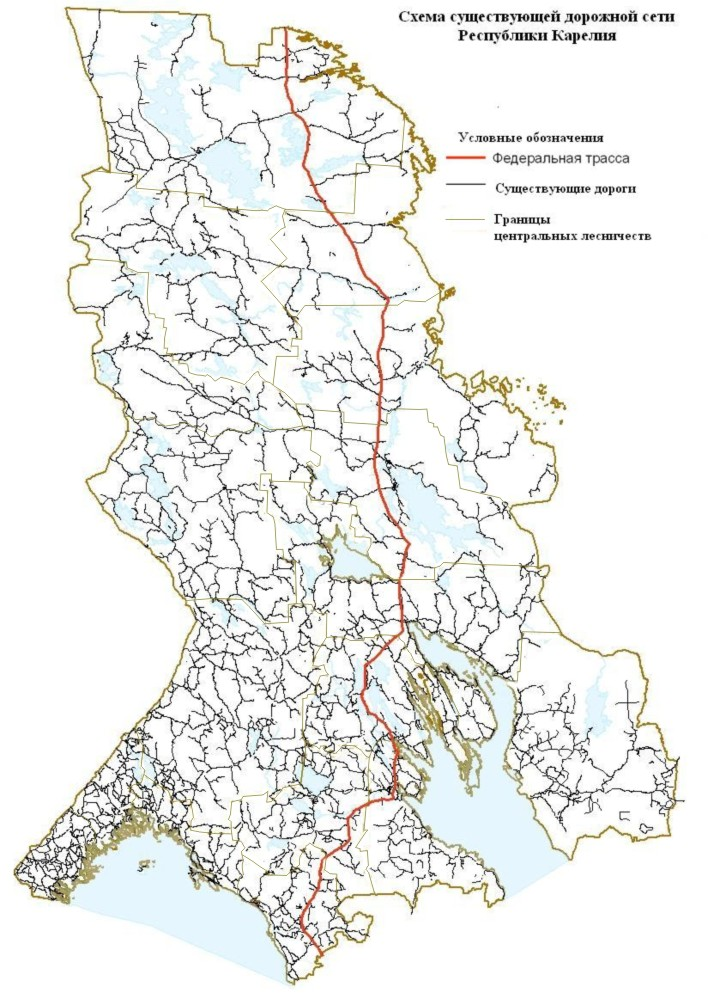 Схема существующей дорожной сети
Республики Карелия
Условные обозначения
Федеральная трасса
Существующие дороги
Границы
центральных лесничеств